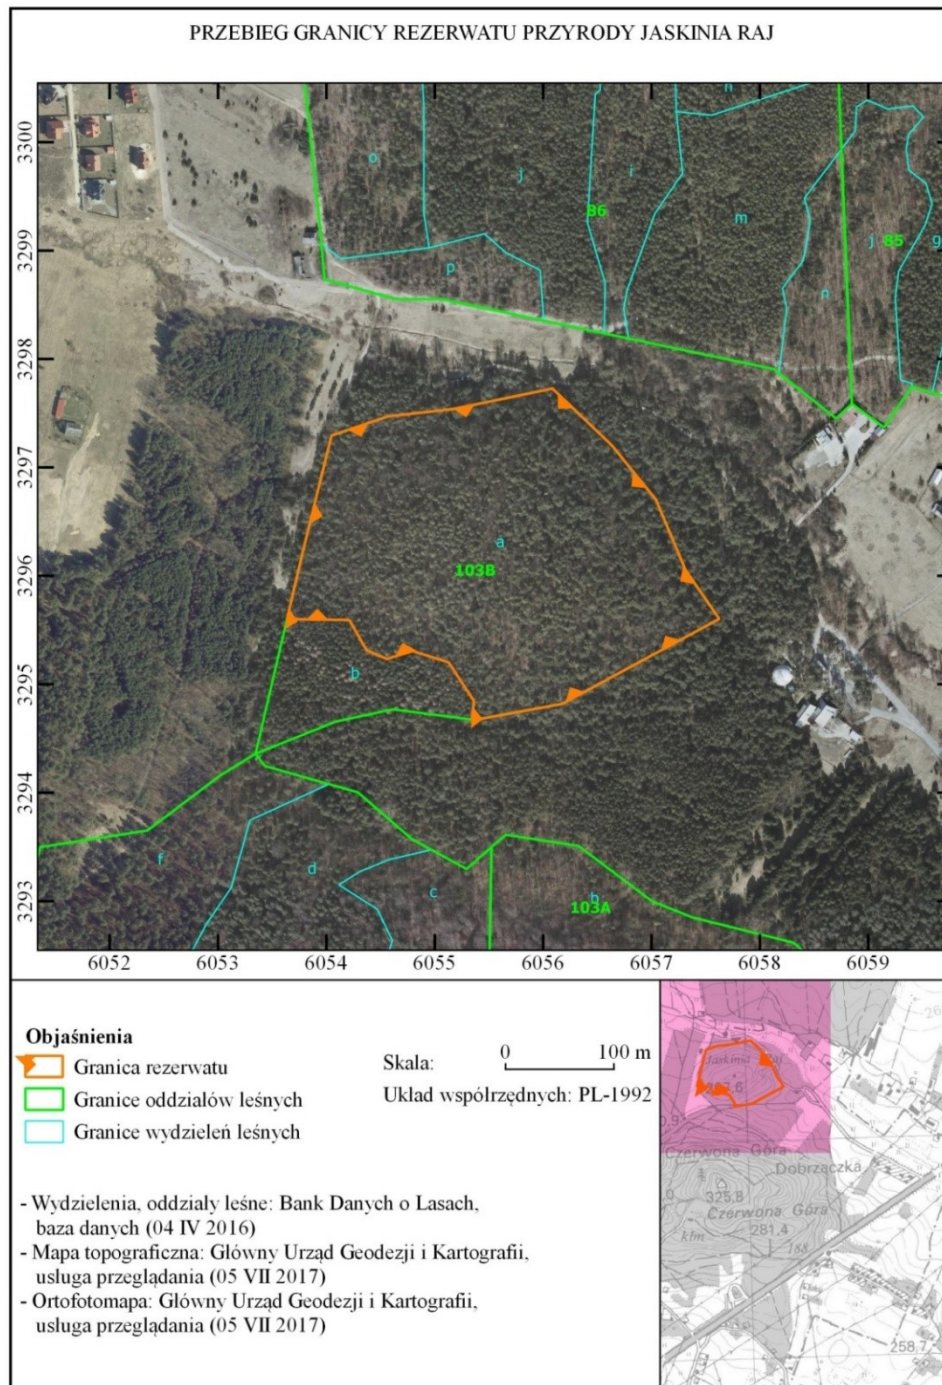 PRZEBIEG GRANICY REZERWATU PRZYRODY JASKINIA RAJ
3300
3299
3298
3297
3296
3295
3294
3293
o
j
i
86
m
n
j
85
g
p
n
a
103B
b
f
d
c
b
103A
6052 6053 6054 6055 6056 6057 6058 6059
Objaśnienia
Granica rezerwatu
Granice oddziałów leśnych
Granice wydzieleń leśnych
Skala: 0 100 m
Układ współrzędnych: PL-1992
- Wydzielenia, oddziały leśne: Bank Danych o Lasach,
baza danych (04 IV 2016)
- Mapa topograficzna: Główny Urząd Geodezji i Kartografii,
usługa przeglądania (05 VII 2017)
- Ortofotomapa: Główny Urząd Geodezji i Kartografii,
usługa przeglądania (05 VII 2017)
Jaskinia Raj
Czerwona Góra
Dobrzączka
325,8
Czerwona Góra
281,4
klm
188
258,7